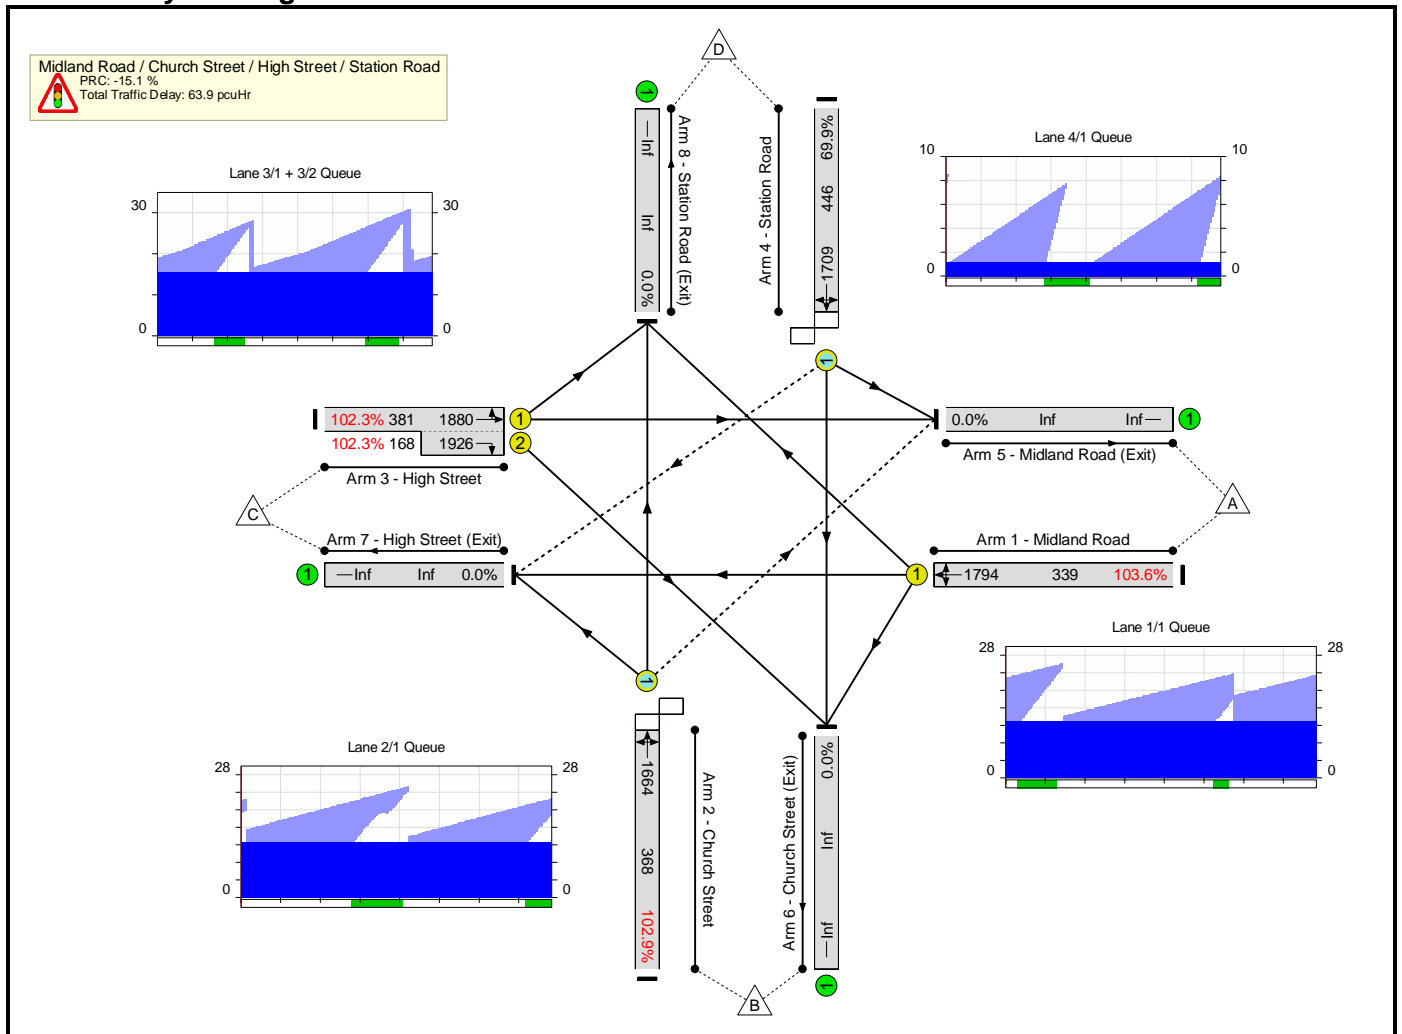 Midland Road / Church Street / High Street / Station Road
PRC: -15.1 %
Total Traffic Delay: 63.9 pcuHr
D
1
Arm 8 - Station Road (Exit)
Inf
Inf
0.0%
Arm 4 - Station Road
69.9%
446
1709
1
Lane 4/1 Queue
10
10
0
0
Lane 3/1 + 3/2 Queue
30
30
0
0
102.3% 381 1880
1
102.3% 168 1926
2
Arm 3 - High Street
C
Arm 7 - High Street (Exit)
1
Inf Inf 0.0%
0.0% Inf Inf
1
Arm 5 - Midland Road (Exit)
A
Arm 1 - Midland Road
1
1794 339 103.6%
Lane 1/1 Queue
28
28
0
0
Lane 2/1 Queue
28
28
0
0
1
1664
368
102.9%
Arm 2 - Church Street
Arm 6 - Church Street (Exit)
0.0%
Inf
Inf
1
B